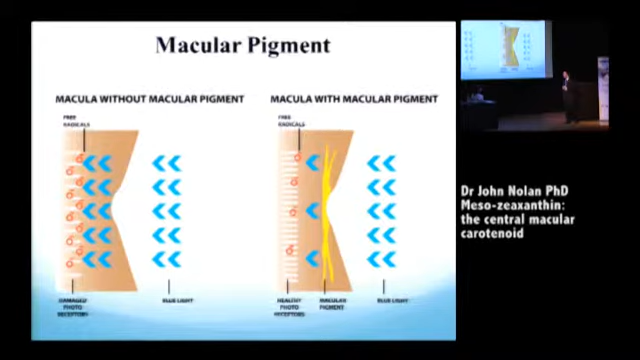 Macular Pigment
MACULA WITHOUT MACULAR PIGMENT
MACULA WITH MACULAR PIGMENT
FREE
RADICALS
FREE
RADICALS
DAMAGED
PHOTO
RECEPTORS
BLUE LIGHT
HEALTHY
PHOTO
RECEPTORS
MACULAR
PIGMENT
BLUE LIGHT
Dr John Nolan PhD
Meso-zeaxanthin:
the central macular
carotenoid